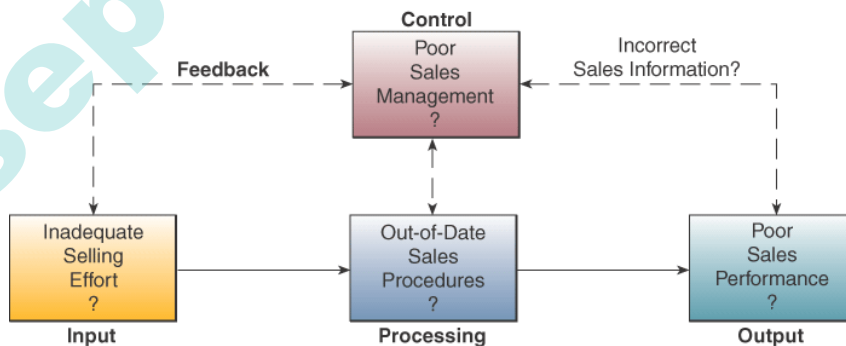 Control
Poor
Sales
Management
?
Feedback
Incorrect
Sales Information?
Inadequate
Selling
Effort
?
Input
Out-of-Date
Sales
Procedures
?
Processing
Poor
Sales
Performance
?
Output
sep